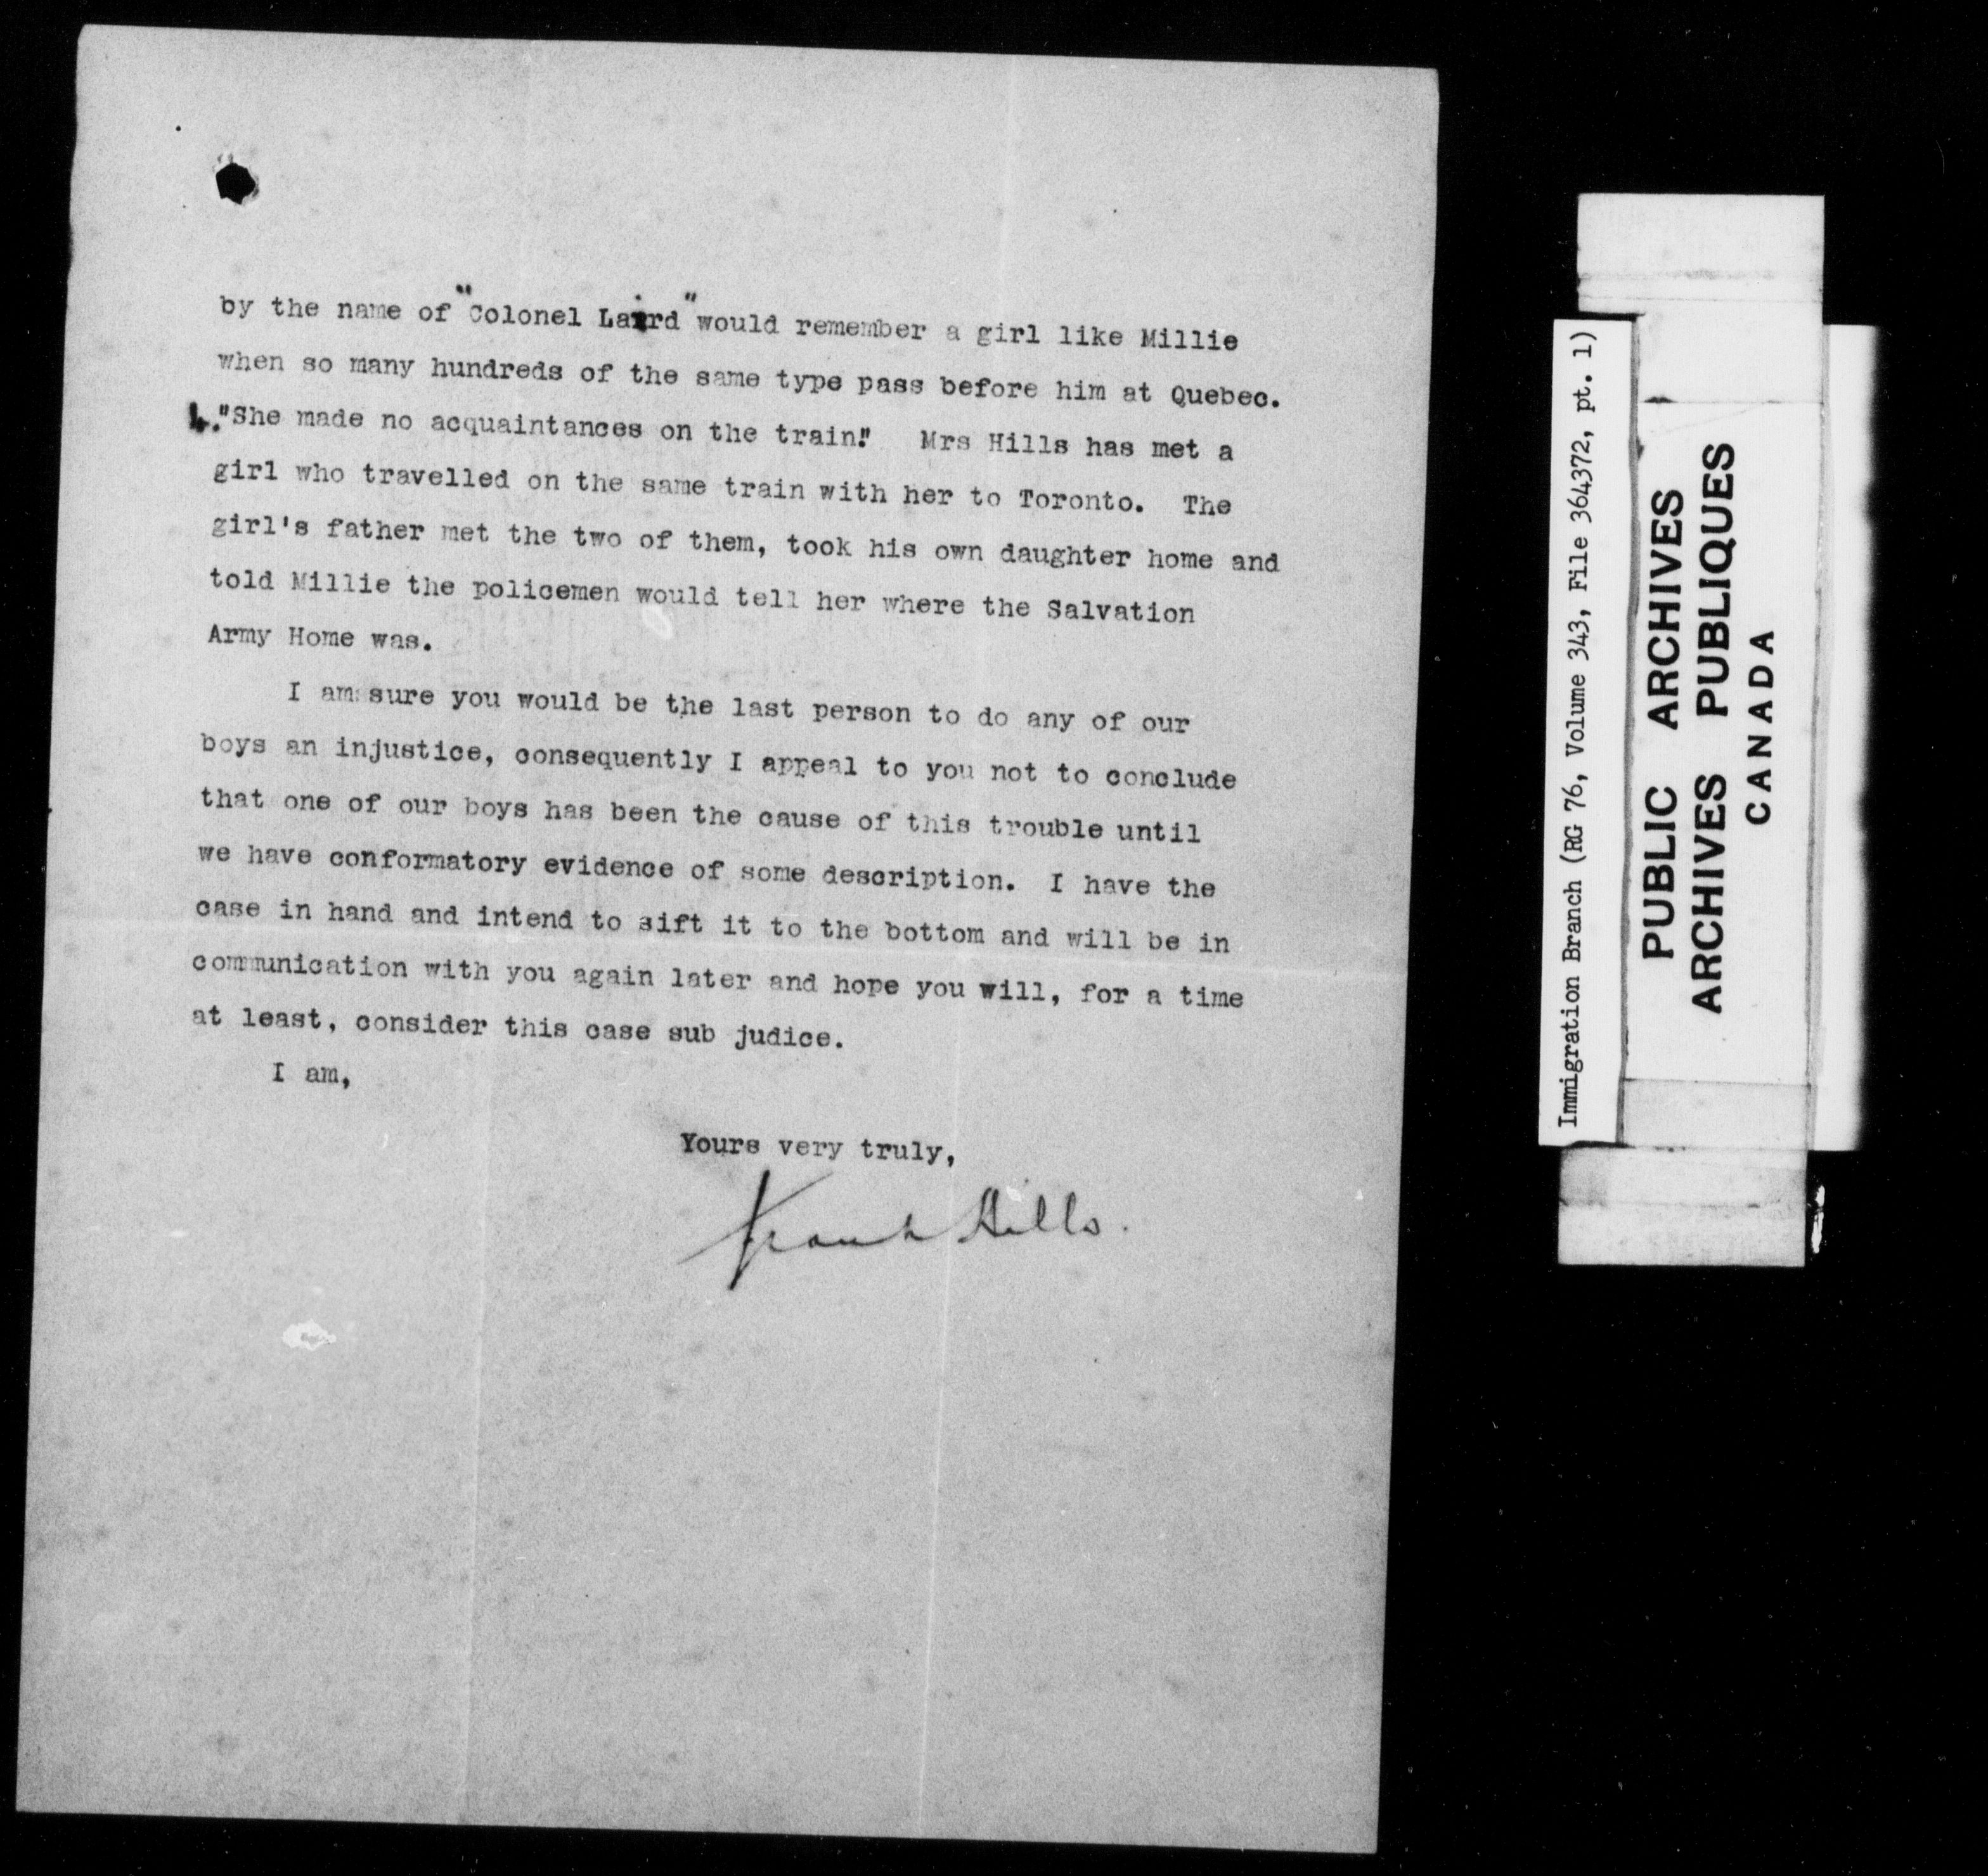 by the name of "Colonel Laird" would remember a girl like Millie
when so many hundreds of the same type pass before him at Quebec.
4. "She made no acquaintances on the train." Mrs Hills has met a
girl who travelled on the same train with her to Toronto. The
girl's father met the two of them, took his own daughter home and
told Millie the policemen would tell her where the Salvation
Army Home was.
I am sure you would be the last person to do any of our
boys an injustice, consequently I appeal to you not to conclude
that one of our boys has been the cause of this trouble until
we have conformatory evidence of some description. I have the
case in hand and intend to sift it to the bottom and will be in
communication with you again later and hope you will, for a time
at least, consider this case sub judice.
I am,
Yours very truly,
Frank Hills.
Immigration Branch (RG 76, Volume 343, File 364372, pt. 1)
PUBLIC ARCHIVES
ARCHIVES PUBLIQUES
CANADA